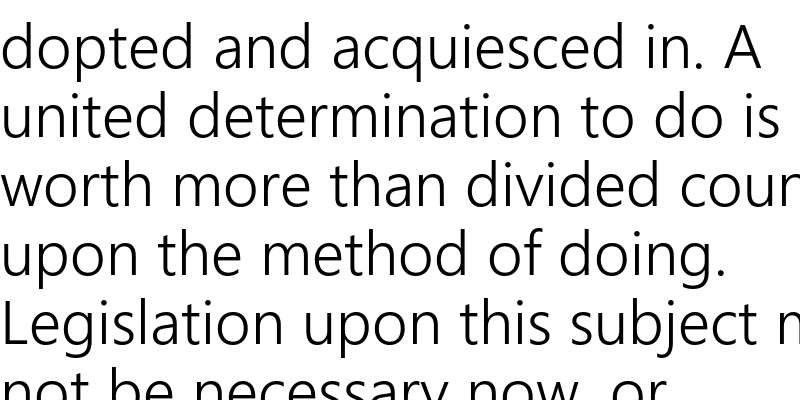 dopted and acquiesced in. A
united determination to do is
worth more than divided coun
upon the method of doing.
Legislation upon this subject m
not be necessary now, or